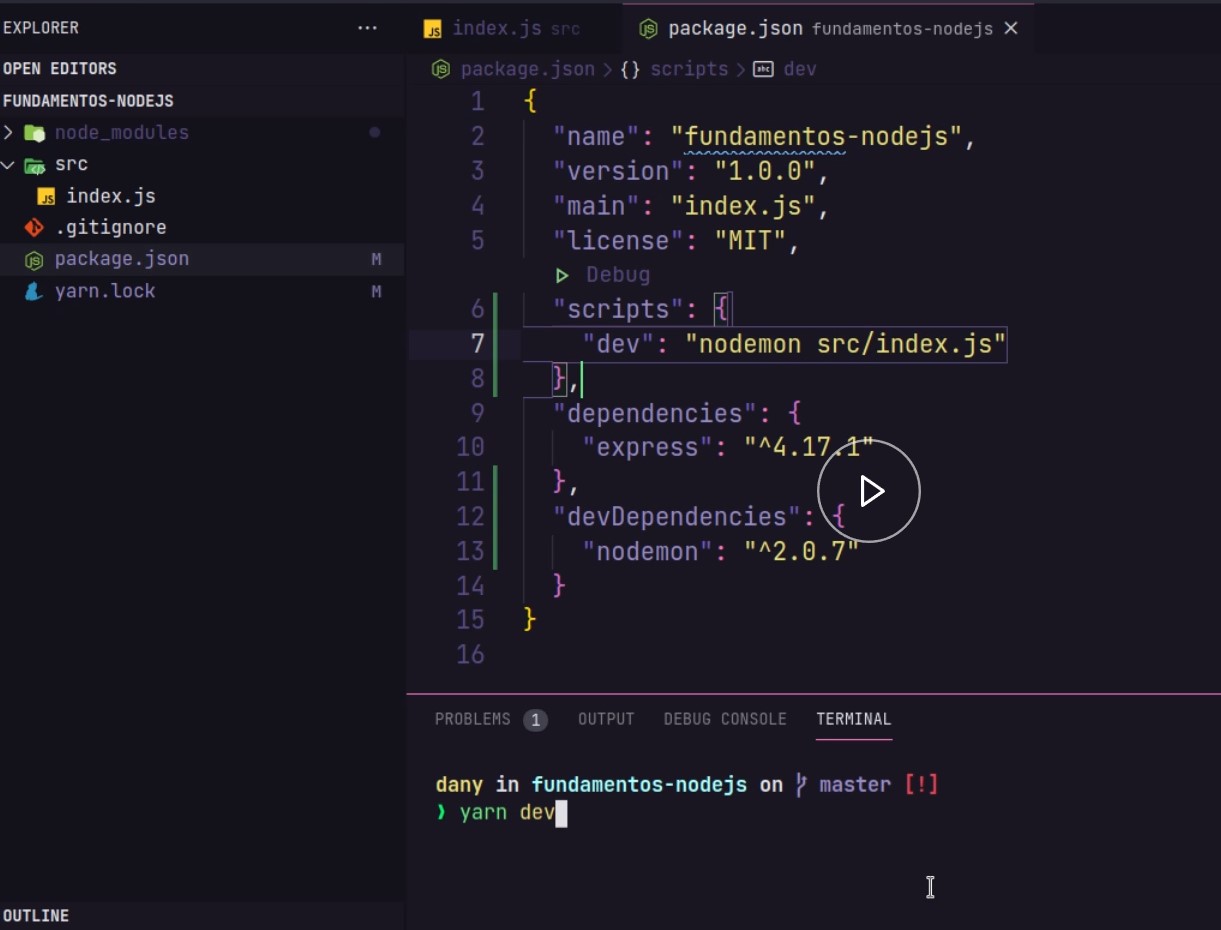 EXPLORER ···
index.js src
package.json fundamentos-nodejs
OPEN EDITORS
FUNDAMENTOS-NODEJS
node_modules
src
index.js
.gitignore
package.json M
yarn.lock M
OUTLINE
package.json > {} scripts > abc dev
1 {
2 "name": "fundamentos-nodejs",
3 "version": "1.0.0",
4 "main": "index.js",
5 "license": "MIT",
Debug
6 "scripts": {
7 "dev": "nodemon src/index.js"
8 },
9 "dependencies": {
10 "express": "^4.17.1"
11 },
12 "devDependencies": {
13 "nodemon": "^2.0.7"
14 }
15 }
16
PROBLEMS 1 OUTPUT DEBUG CONSOLE TERMINAL
dany in fundamentos-nodejs on master [!]
❯ yarn dev